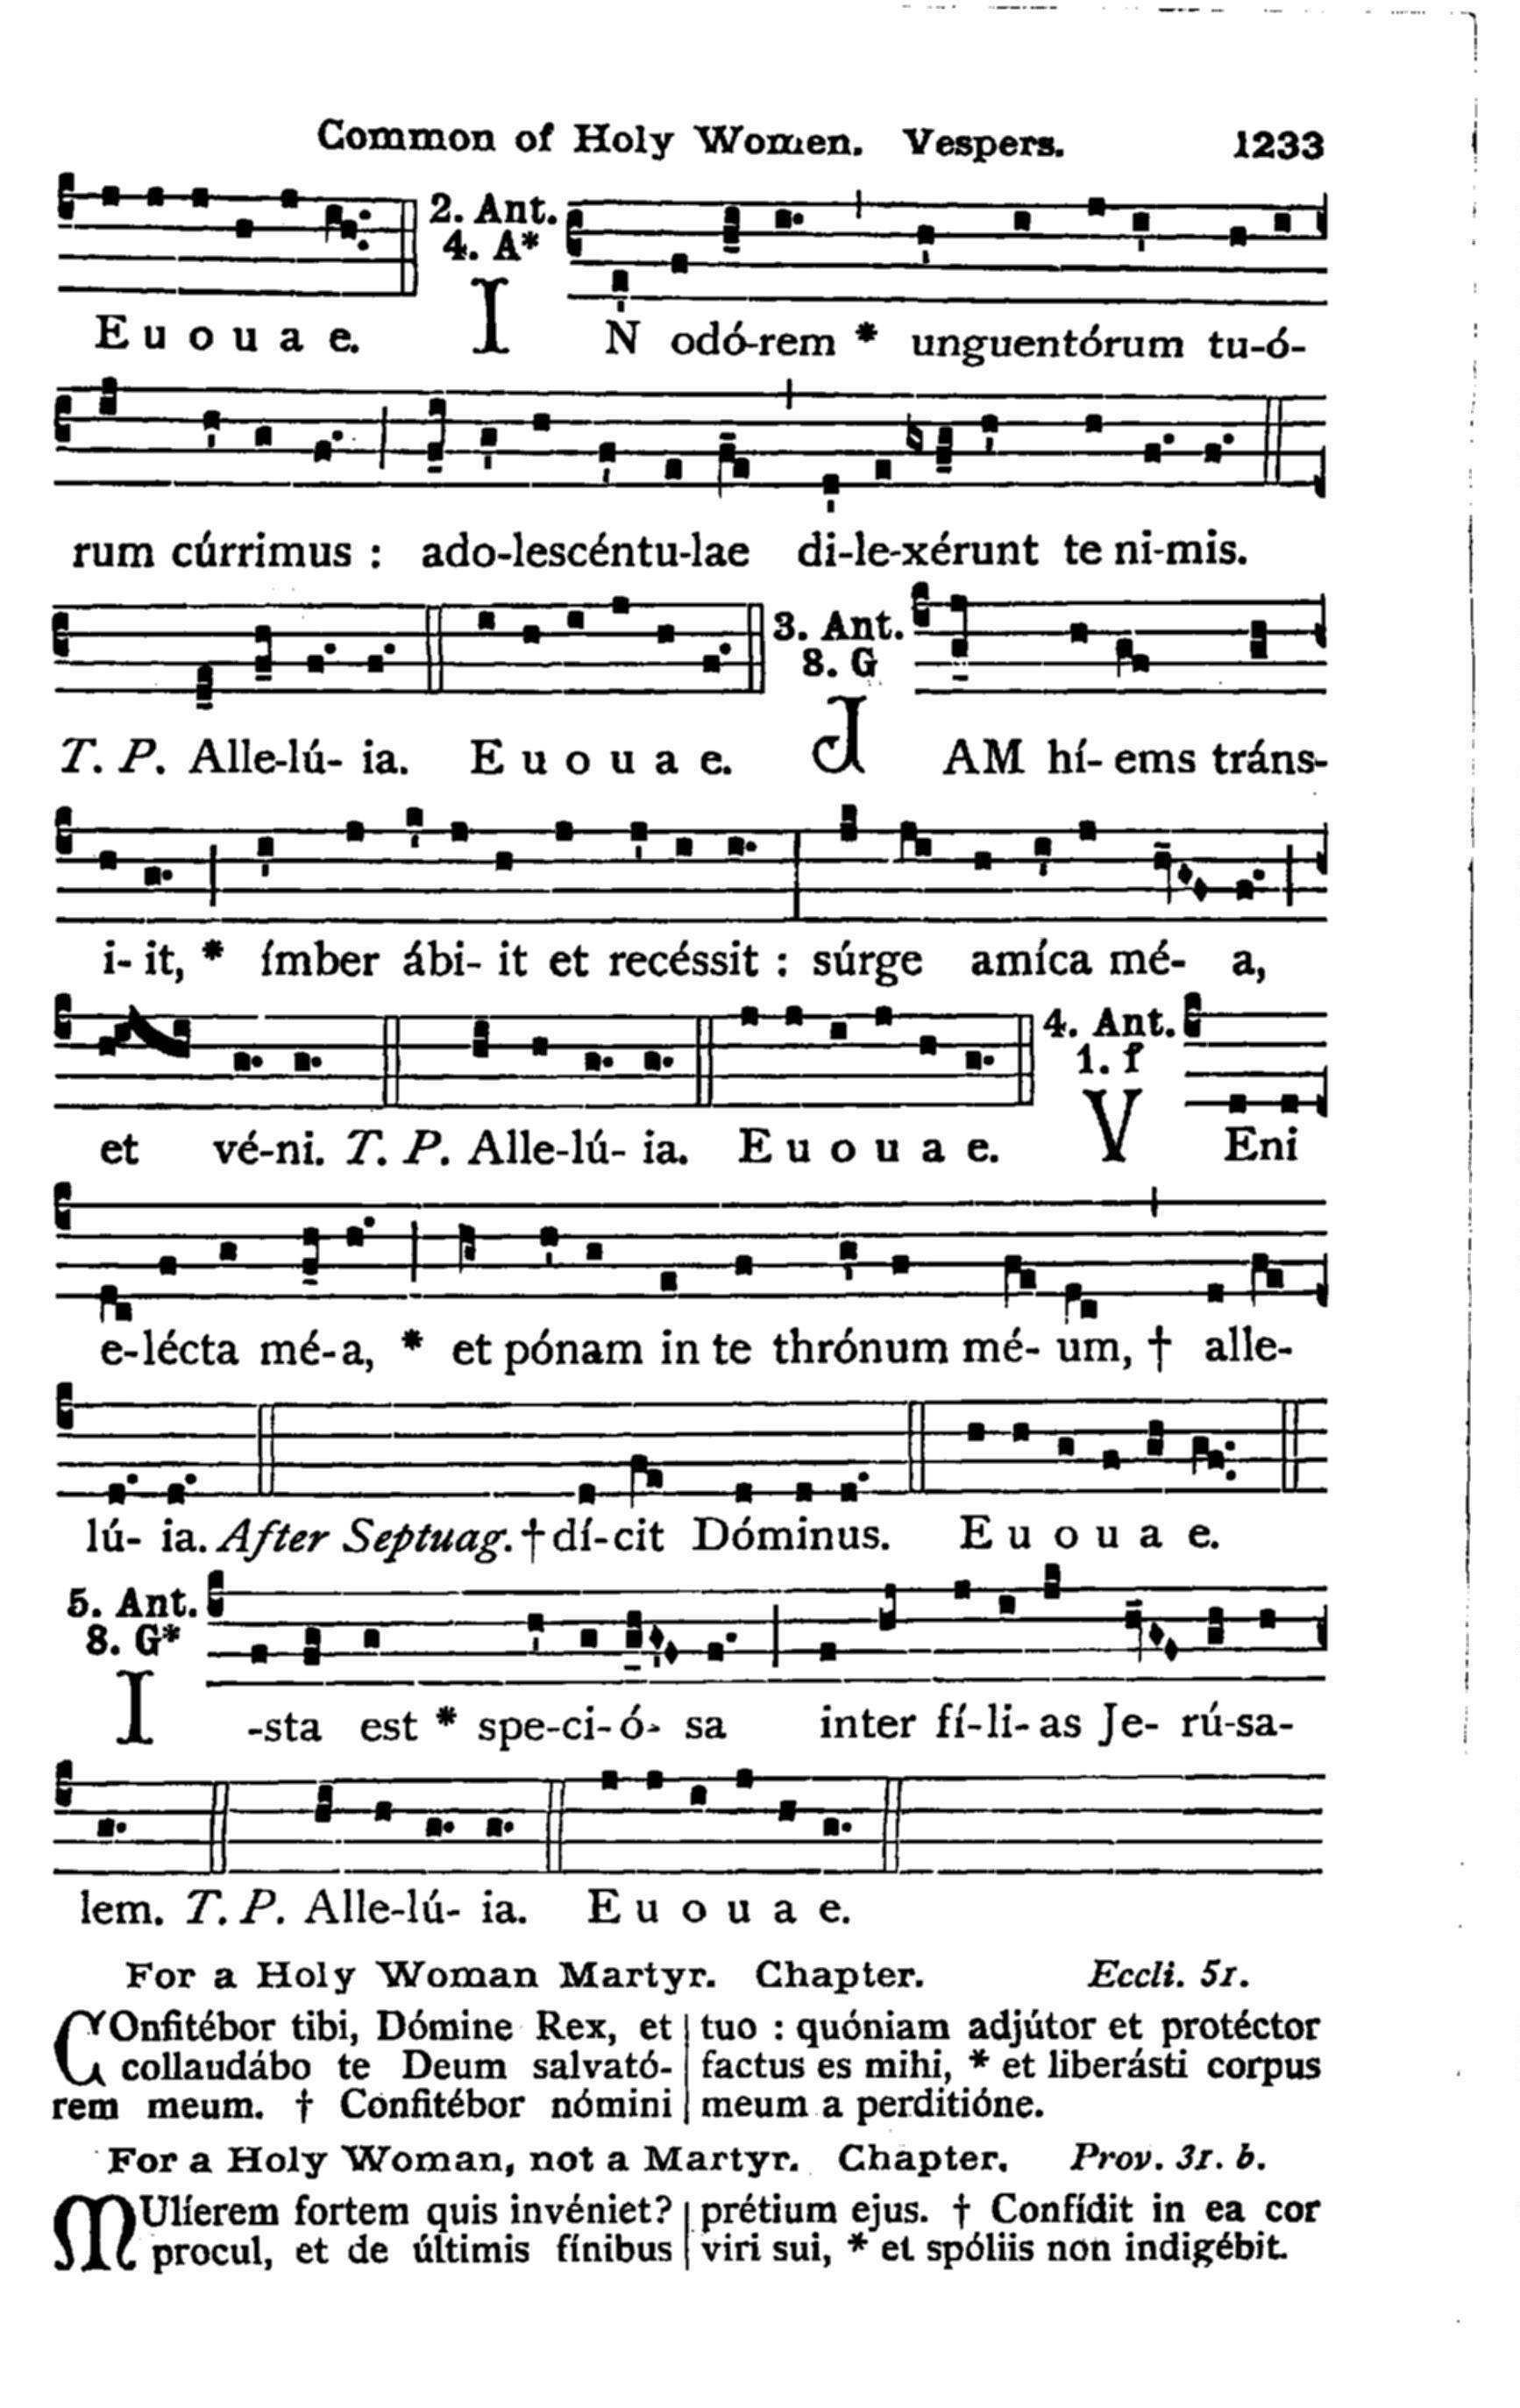 Common of Holy Women. Vespers. 1233
2. Ant.
4. A*
E u o u a e. IN odó-rem * unguentórum tu-ó-
rum cúrrimus : ado-lescéntu-lae di-le-xérunt te ni-mis.
3. Ant.
8. G
T. P. Alle-lú- ia. E u o u a e. JAM hí- ems tráns-
i- it, * ímber ábi- it et recéssit : súrge amíca mé- a,
4. Ant.
1. f
et vé-ni. T. P. Alle-lú- ia. E u o u a e. VEni
e-lécta mé-a, * et pónam in te thrónum mé- um, † alle-
lú- ia. After Septuag. † dí-cit Dóminus. E u o u a e.
5. Ant.
8. G*
I-sta est * spe-ci-ó- sa inter fí-li- as Je- rú-sa-
lem. T. P. Alle-lú- ia. E u o u a e.
For a Holy Woman Martyr. Chapter. Eccli. 51.
COnfitébor tibi, Dómine Rex, et
collaudábo te Deum salvató-
rem meum. † Confitébor nómini
tuo : quóniam adjútor et protéctor
factus es mihi, * et liberásti corpus
meum a perditióne.
For a Holy Woman, not a Martyr. Chapter. Prov. 31. b.
MUlíerem fortem quis invéniet?
procul, et de últimis fínibus
prétium ejus. † Confídit in ea cor
viri sui, * et spóliis non indigébit.